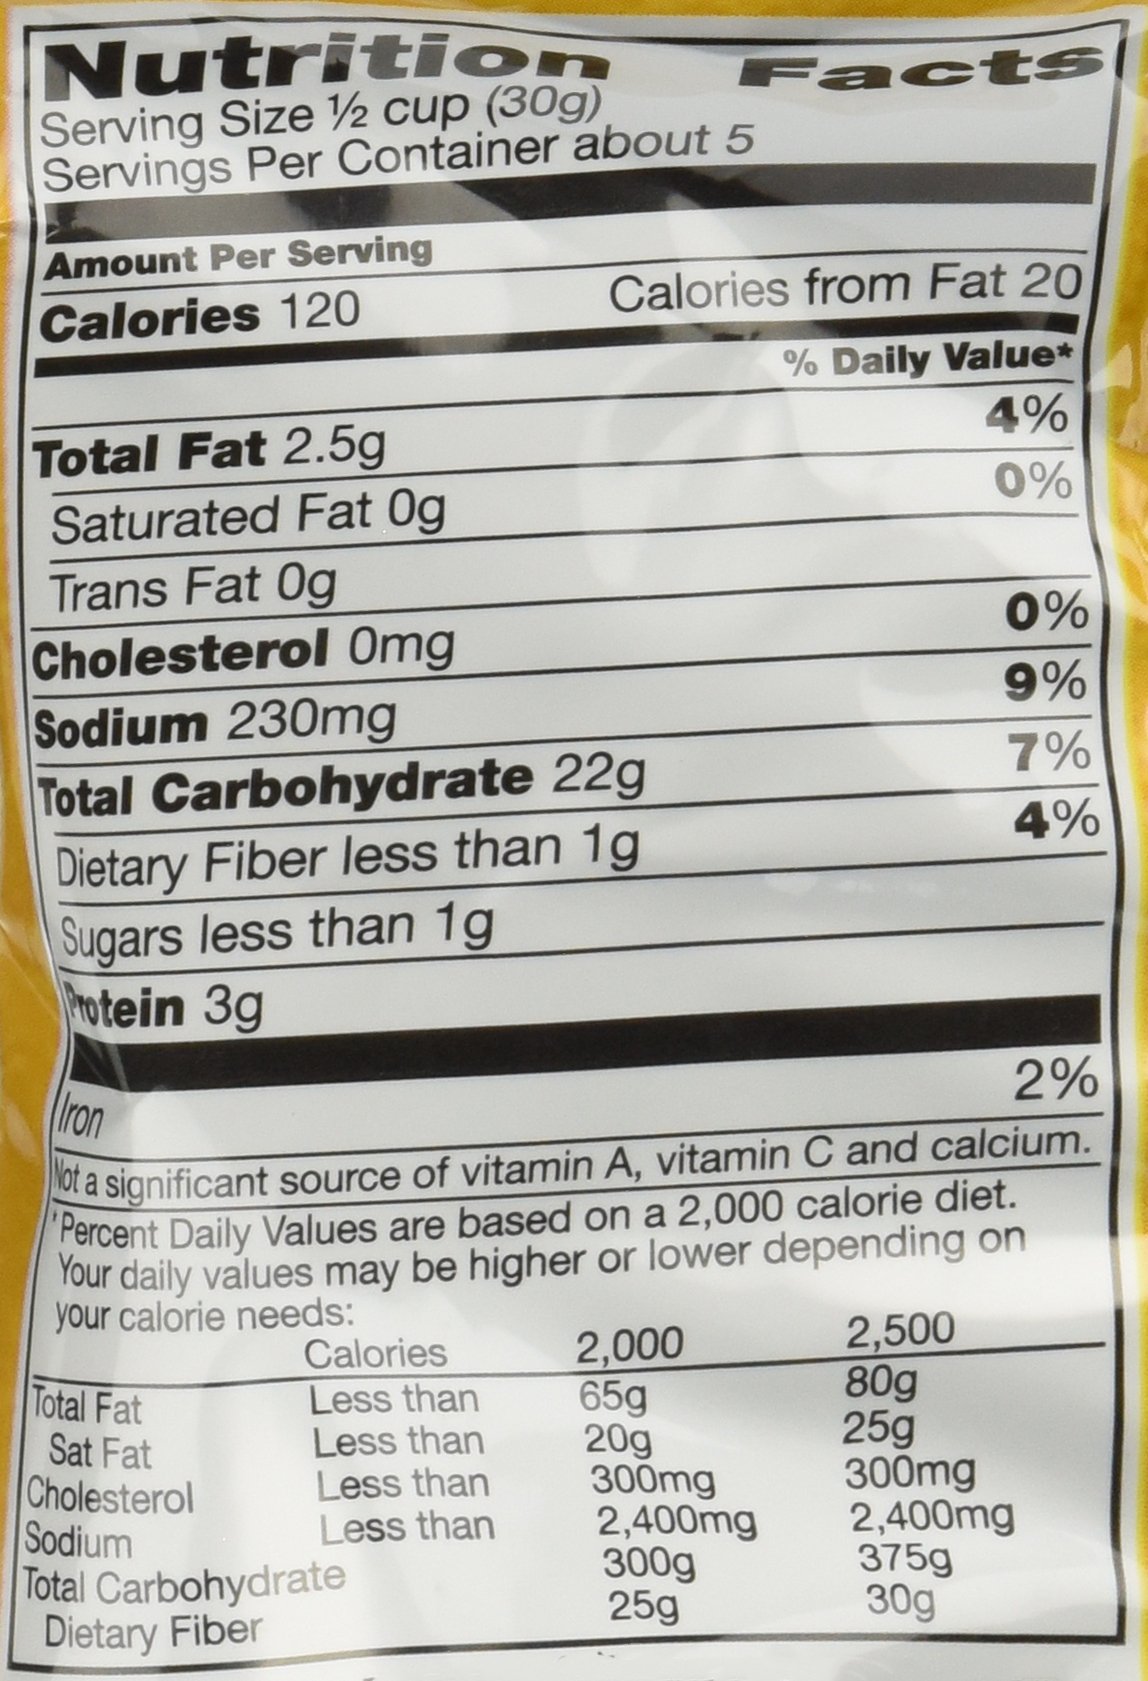 Nutrition Facts
Serving Size ½ cup (30g)
Servings Per Container about 5
Amount Per Serving
Calories 120 Calories from Fat 20
% Daily Value*
Total Fat 2.5g 4%
Saturated Fat 0g 0%
Trans Fat 0g
Cholesterol 0mg 0%
Sodium 230mg 9%
Total Carbohydrate 22g 7%
Dietary Fiber less than 1g 4%
Sugars less than 1g
Protein 3g
Iron 2%
Not a significant source of vitamin A, vitamin C and calcium.
*Percent Daily Values are based on a 2,000 calorie diet.
Your daily values may be higher or lower depending on
your calorie needs:
Calories 2,000 2,500
Total Fat Less than 65g 80g
Sat Fat Less than 20g 25g
Cholesterol Less than 300mg 300mg
Sodium Less than 2,400mg 2,400mg
Total Carbohydrate 300g 375g
Dietary Fiber 25g 30g